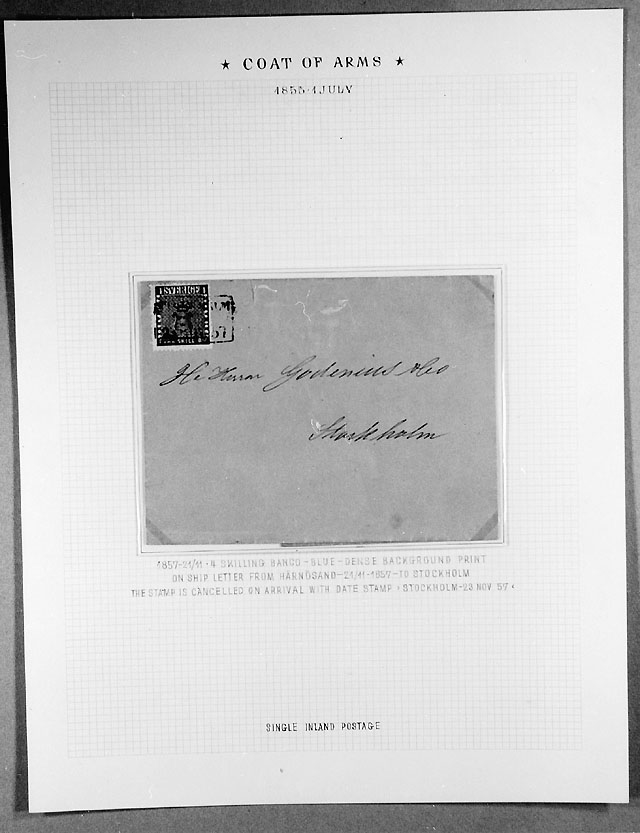 ★ COAT OF ARMS ★
1855-1 JULY
SVERIGE
SKILL
57
Godenius & Co
Stockholm
1857-21/11 · 4 SKILLING BANCO - BLUE - DENSE BACKGROUND PRINT
ON SHIP LETTER FROM HÄRNÖSAND - 21/11 - 1857 - TO STOCKHOLM
THE STAMP IS CANCELLED ON ARRIVAL WITH DATE STAMP · STOCKHOLM - 23 NOV 57 ·
SINGLE INLAND POSTAGE